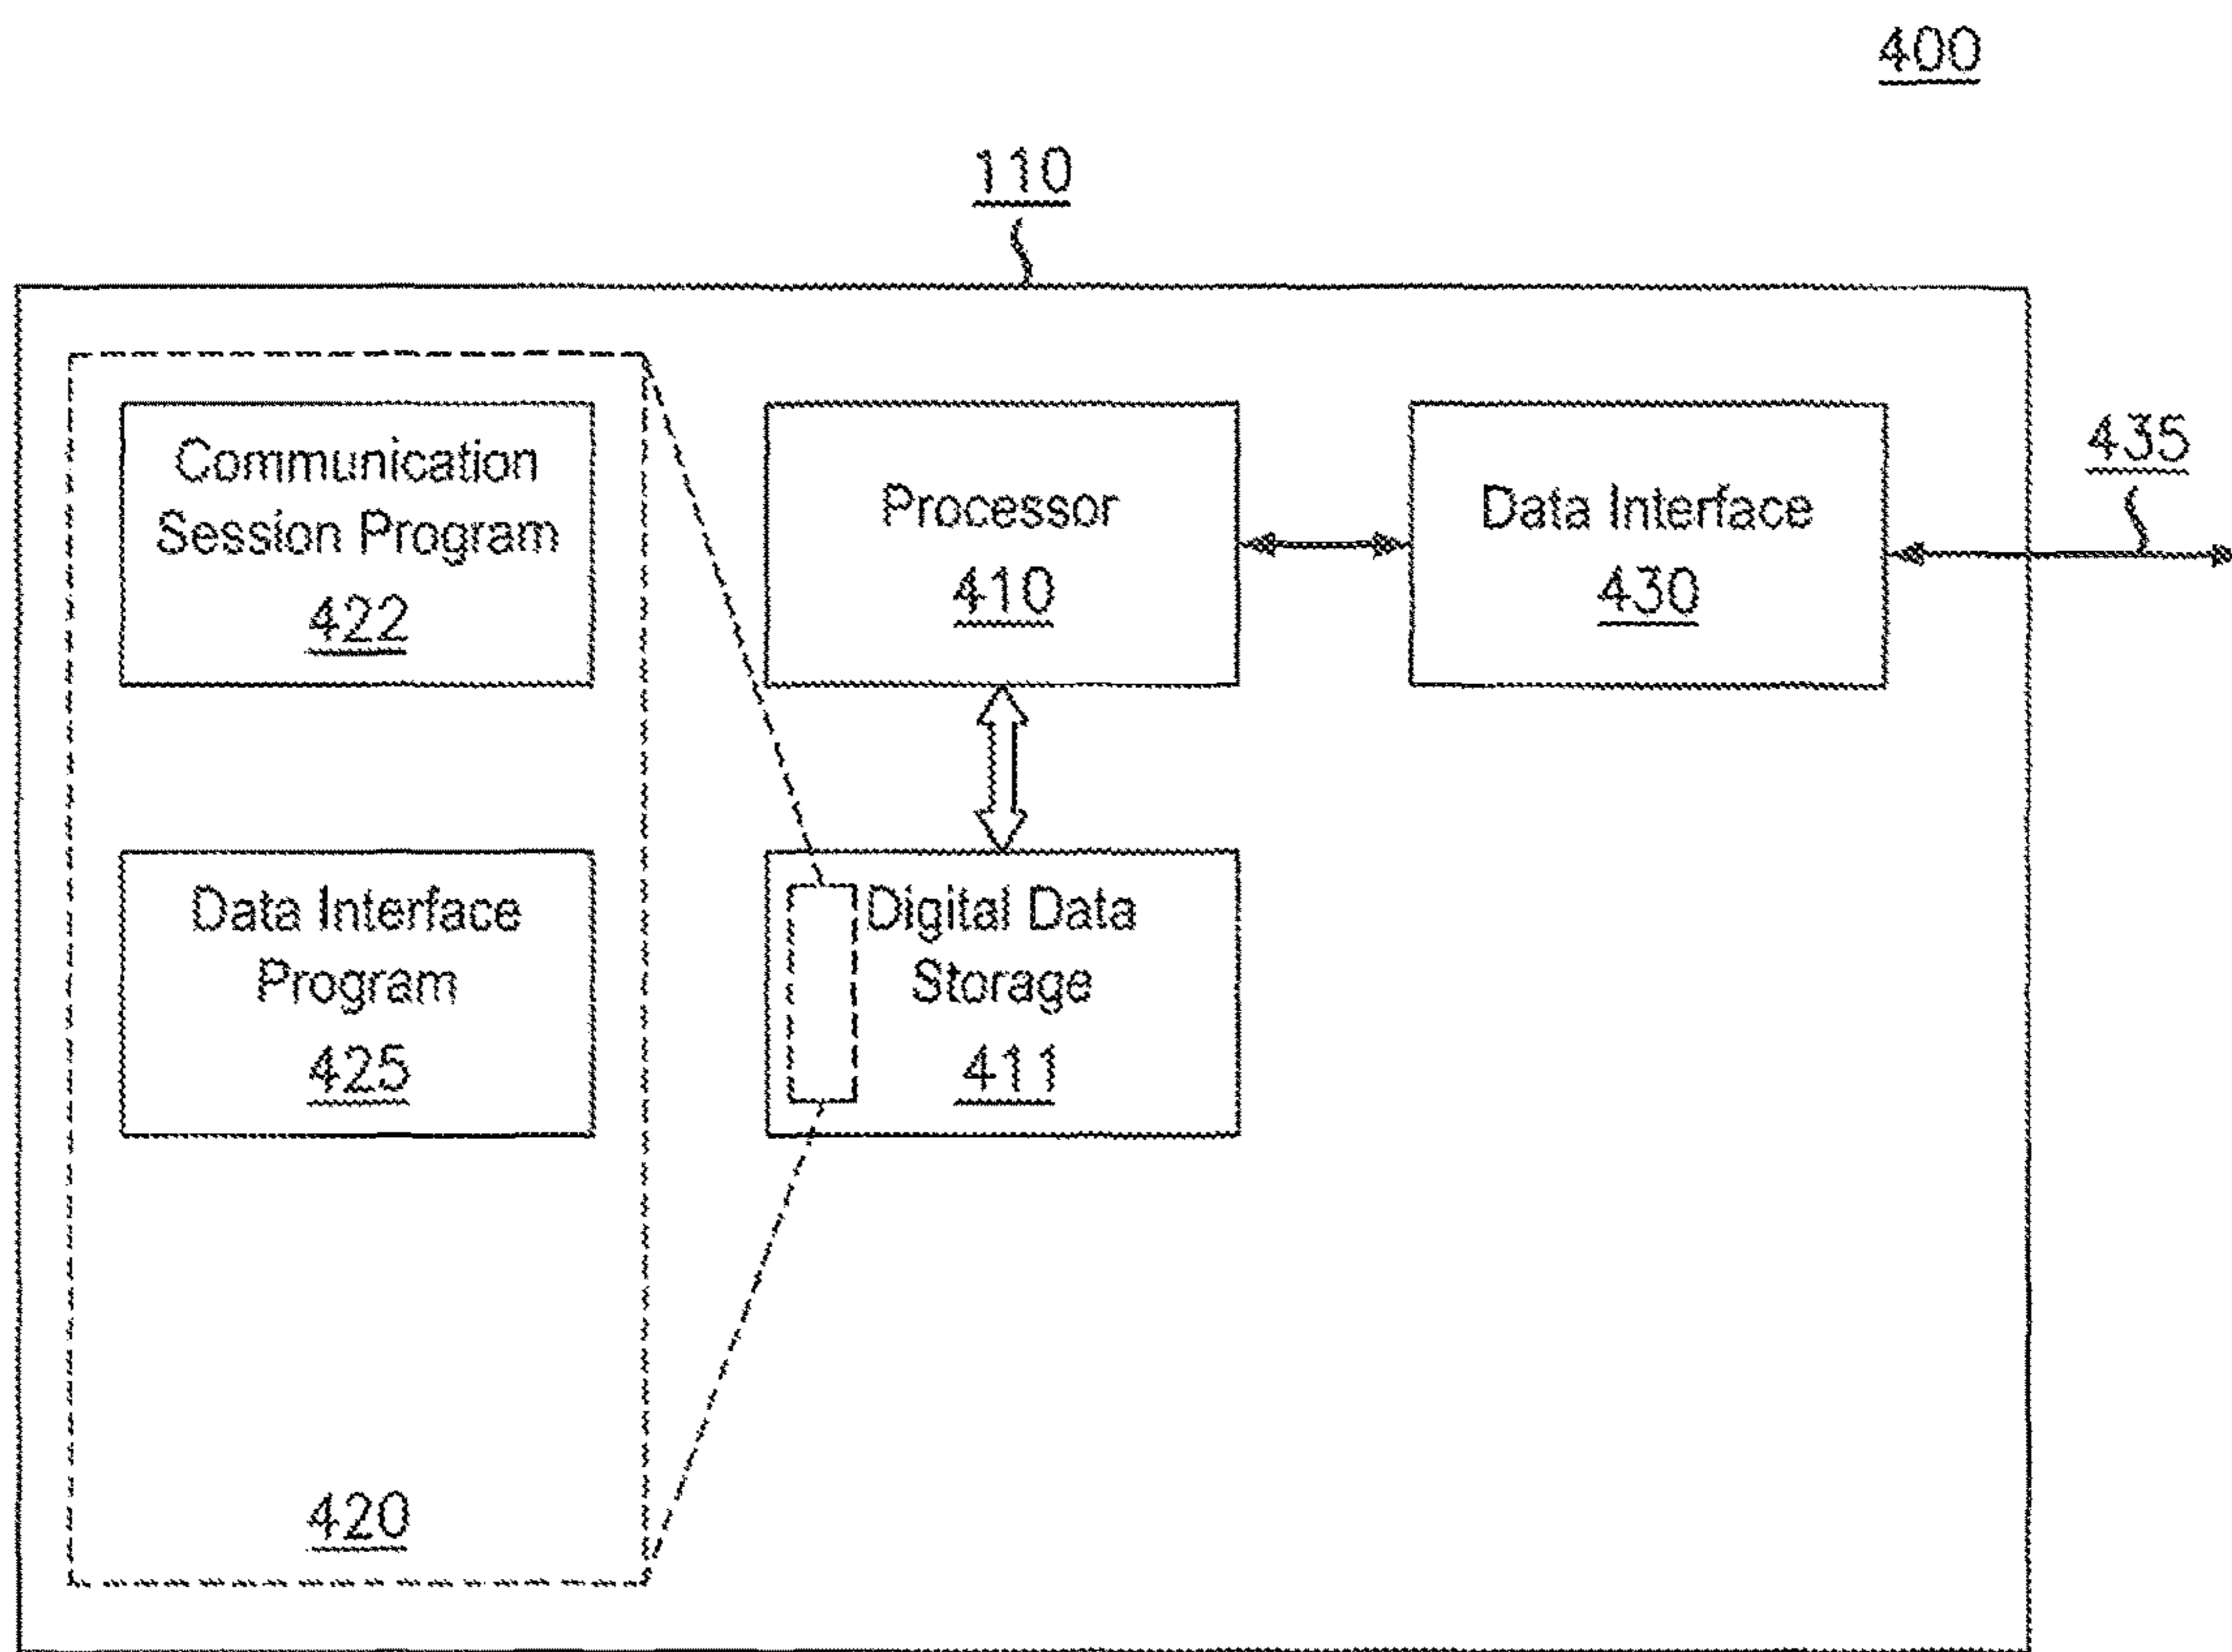 400
110
Communication
Session Program
422
Processor
410
Data Interface
430
435
Data Interface
Program
425
Digital Data
Storage
411
420